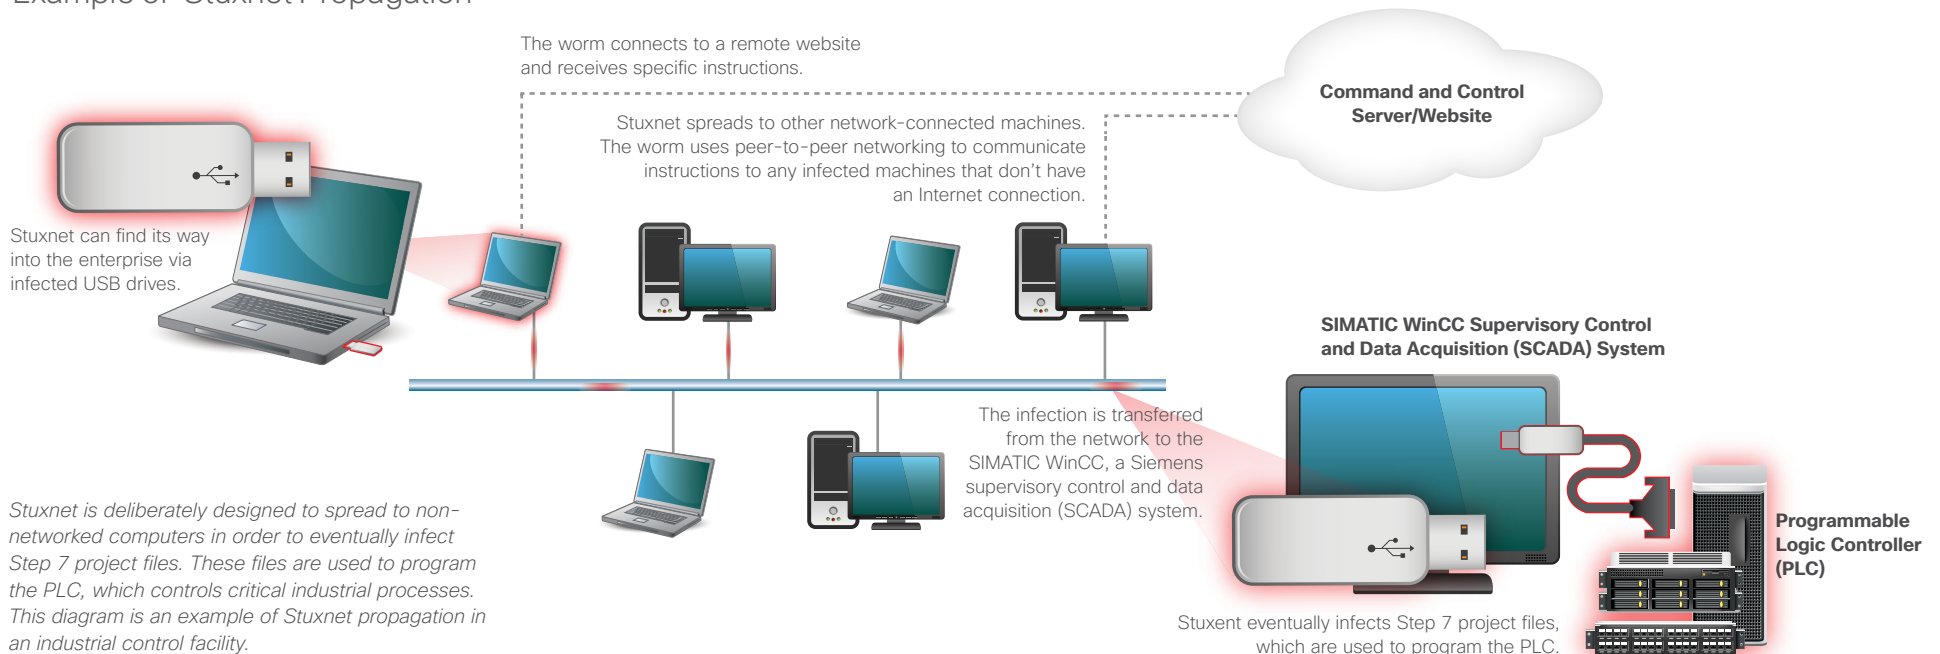 Example of Stuxnet Propagation
The worm connects to a remote website
and receives specific instructions.
Command and Control
Server/Website
Stuxnet spreads to other network-connected machines.
The worm uses peer-to-peer networking to communicate
instructions to any infected machines that don't have
an Internet connection.
Stuxnet can find its way
into the enterprise via
infected USB drives.
SIMATIC WinCC Supervisory Control
and Data Acquisition (SCADA) System
The infection is transferred
from the network to the
SIMATIC WinCC, a Siemens
supervisory control and data
acquisition (SCADA) system.
Programmable
Logic Controller
(PLC)
Stuxnet is deliberately designed to spread to non-
networked computers in order to eventually infect
Step 7 project files. These files are used to program
the PLC, which controls critical industrial processes.
This diagram is an example of Stuxnet propagation in
an industrial control facility.
Stuxent eventually infects Step 7 project files,
which are used to program the PLC.